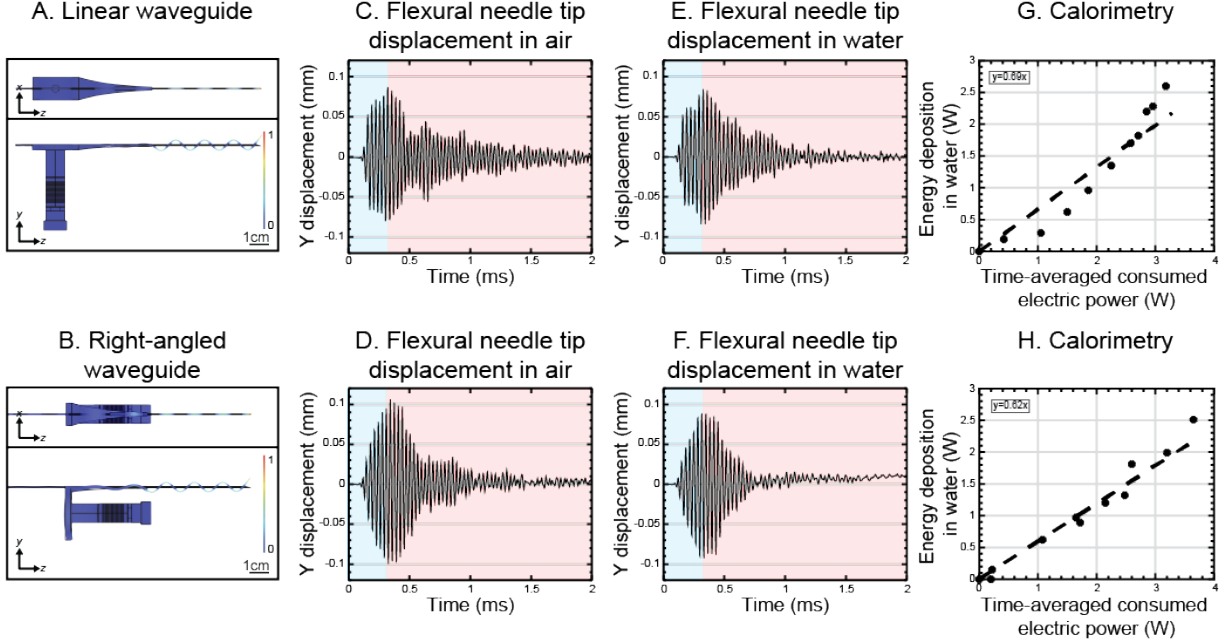 A. Linear waveguide
x
z
y
z
1
0
1cm
C. Flexural needle tip
displacement in air
Y displacement (mm)
0.1
0.05
0
-0.05
-0.1
0
0.5
1
1.5
2
Time (ms)
E. Flexural needle tip
displacement in water
Y displacement (mm)
0.1
0.05
0
-0.05
-0.1
0
0.5
1
1.5
2
Time (ms)
G. Calorimetry
Energy deposition
in water (W)
y=0.69x
3
2.5
2
1.5
1
0.5
0
0
1
2
3
4
Time-averaged consumed
electric power (W)
B. Right-angled
waveguide
x
z
y
z
1
0
1cm
D. Flexural needle tip
displacement in air
Y displacement (mm)
0.1
0.05
0
-0.05
-0.1
0
0.5
1
1.5
2
Time (ms)
F. Flexural needle tip
displacement in water
Y displacement (mm)
0.1
0.05
0
-0.05
-0.1
0
0.5
1
1.5
2
Time (ms)
H. Calorimetry
Energy deposition
in water (W)
y=0.62x
3
2.5
2
1.5
1
0.5
0
0
1
2
3
4
Time-averaged consumed
electric power (W)